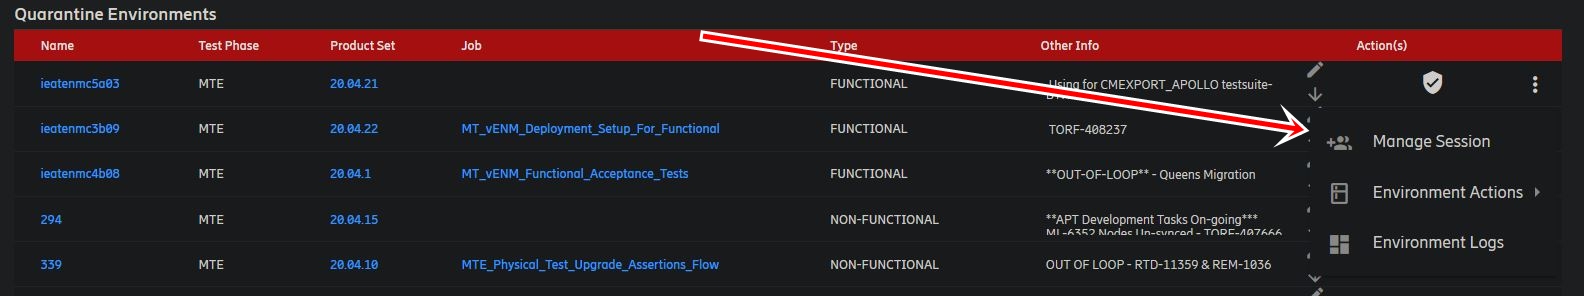 Quarantine Environments
Name Test Phase Product Set Job Type Other Info Action(s)
ieatenmc5a03 MTE 20.04.21 FUNCTIONAL Using for CMEXPORT_APOLLO testsuite-
ieatenmc3b09 MTE 20.04.22 MT_vENM_Deployment_Setup_For_Functional FUNCTIONAL TORF-408237
Manage Session
ieatenmc4b08 MTE 20.04.1 MT_vENM_Functional_Acceptance_Tests FUNCTIONAL **OUT-OF-LOOP** - Queens Migration
Environment Actions
294 MTE 20.04.15 NON-FUNCTIONAL **APT Development Tasks On-going***
ML-6352 Nodes Un-synced - TORF-407666
Environment Logs
339 MTE 20.04.10 MTE_Physical_Test_Upgrade_Assertions_Flow NON-FUNCTIONAL OUT OF LOOP - RTD-11359 & REM-1036